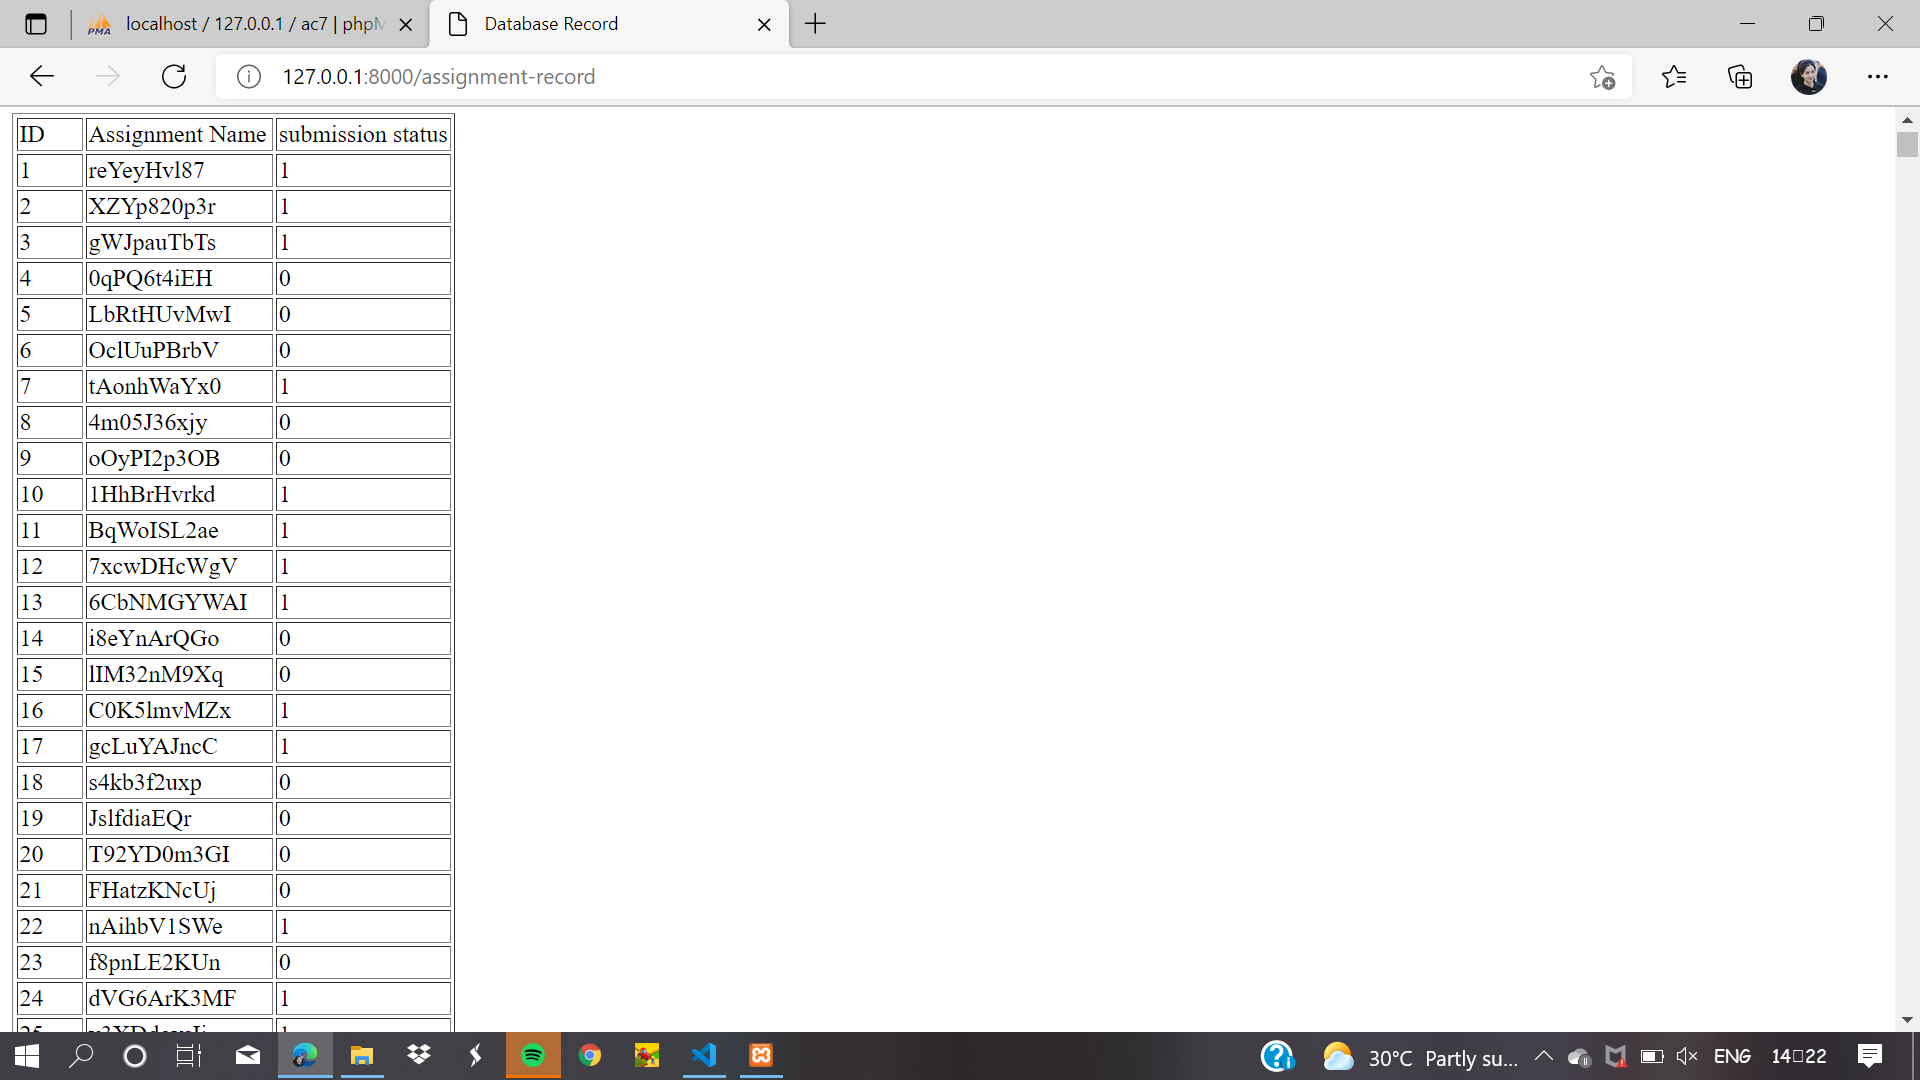 localhost / 127.0.0.1 / ac7 | phpM
Database Record
127.0.0.1:8000/assignment-record
ID Assignment Name submission status
1 reYeyHvl87 1
2 XZYp820p3r 1
3 gWJpauTbTs 1
4 0qPQ6t4iEH 0
5 LbRtHUvMwI 0
6 OclUuPBrbV 0
7 tAonhWaYx0 1
8 4m05J36xjy 0
9 oOyPI2p3OB 0
10 1HhBrHvrkd 1
11 BqWoISL2ae 1
12 7xcwDHcWgV 1
13 6CbNMGYWAI 1
14 i8eYnArQGo 0
15 lIM32nM9Xq 0
16 C0K5lmvMZx 1
17 gcLuYAJncC 1
18 s4kb3f2uxp 0
19 JslfdiaEQr 0
20 T92YD0m3GI 0
21 FHatzKNcUj 0
22 nAihbV1SWe 1
23 f8pnLE2KUn 0
24 dVG6ArK3MF 1
25 1
30°C Partly su... ENG 14:22